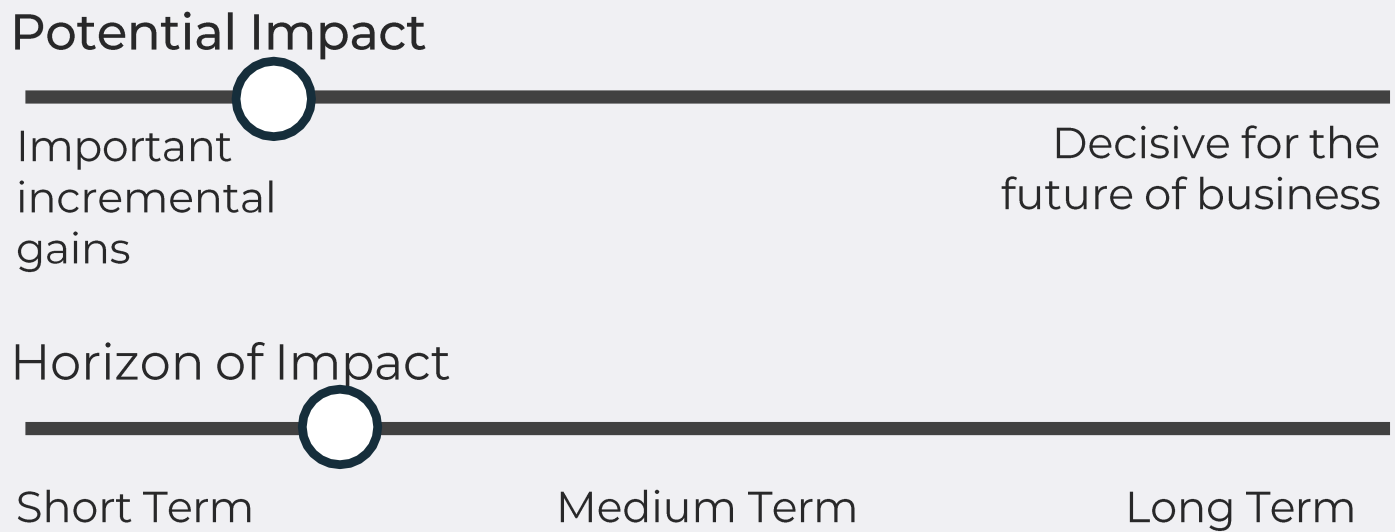 Potential Impact
Important
incremental
gains
Decisive for the
future of business
Horizon of Impact
Short Term
Medium Term
Long Term